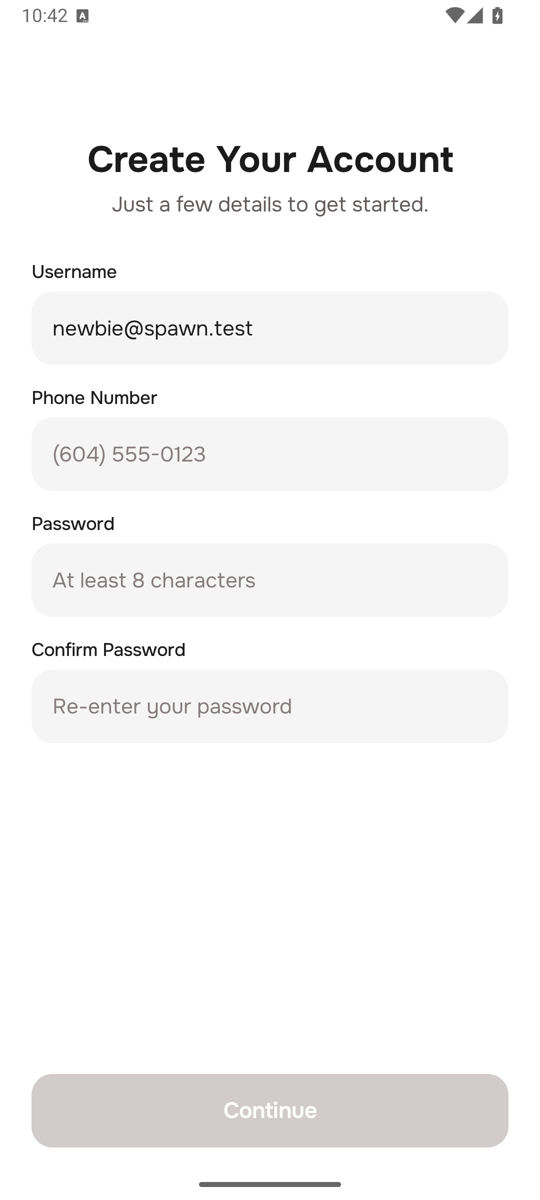 10:42
Create Your Account
Just a few details to get started.
Username
newbie@spawn.test
Phone Number
(604) 555-0123
Password
At least 8 characters
Confirm Password
Re-enter your password
Continue